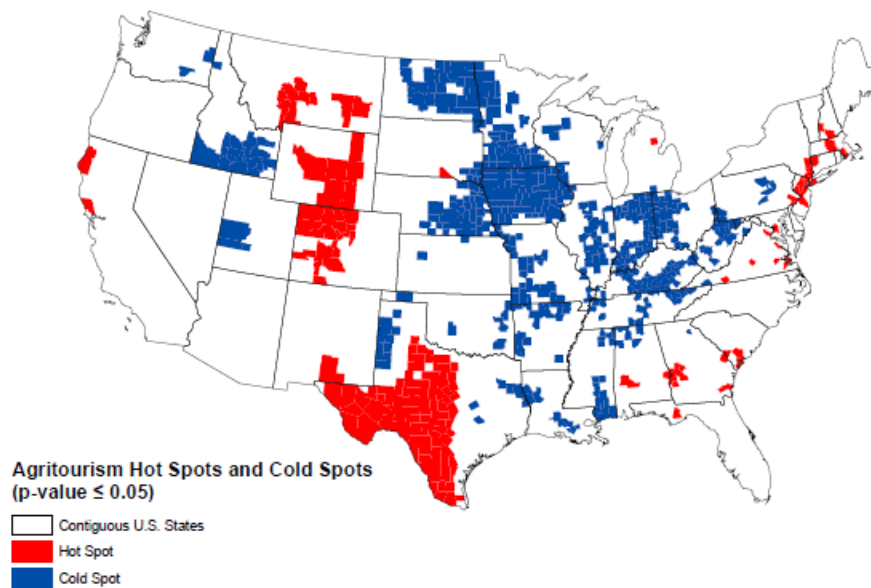 Agritourism Hot Spots and Cold Spots
(p-value ≤ 0.05)
Contiguous U.S. States
Hot Spot
Cold Spot